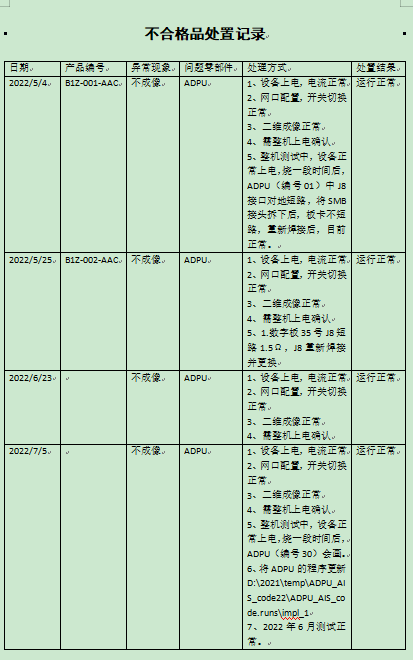 不合格品处置记录
日期 产品编号 异常现象 问题零部件 处理方式 处置结果
2022/5/4 B1Z-001-AAC 不成像 ADPU 1、设备上电,电流正常 运行正常
2、网口配置,开关切换
正常
3、二维成像正常
4、需整机上电确认
5、整机测试中,设备正
常上电,烧一段时间后,
ADPU(编号01)中J8
接口对地短路,将SMB
接头拆下后,板卡不短
路,重新焊接后,目前
正常。
2022/5/25 B1Z-002-AAC 不成像 ADPU 1、设备上电,电流正常 运行正常
2、网口配置,开关切换
正常
3、二维成像正常
4、需整机上电确认
5、1.数字板35号J8短
路1.5Ω,J8重新焊接
并更换
2022/6/23 不成像 ADPU 1、设备上电,电流正常 运行正常
2、网口配置,开关切换
正常
3、二维成像正常
4、需整机上电确认
2022/7/5 不成像 ADPU 1、设备上电,电流正常 运行正常
2、网口配置,开关切换
正常
3、二维成像正常
4、需整机上电确认
5、整机测试中,设备正
常上电,烧一段时间后,
ADPU(编号30)会画。
6、将ADPU的程序更新
D:\2021\temp\ADPU_AI
S_code22\ADPU_AIS_co
de.runs\impl_1
7、2022年6月测试正
常。